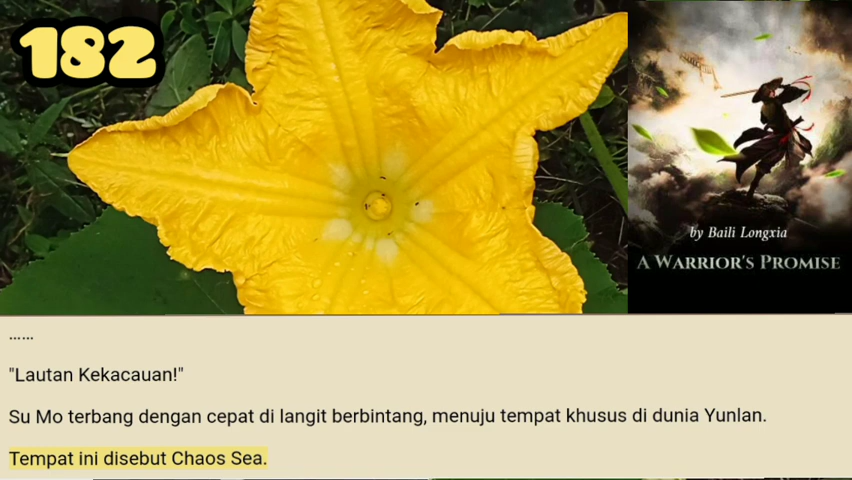 182
by Baili Longxia
A WARRIOR'S PROMISE
......
"Lautan Kekacauan!"
Su Mo terbang dengan cepat di langit berbintang, menuju tempat khusus di dunia Yunlan.
Tempat ini disebut Chaos Sea.